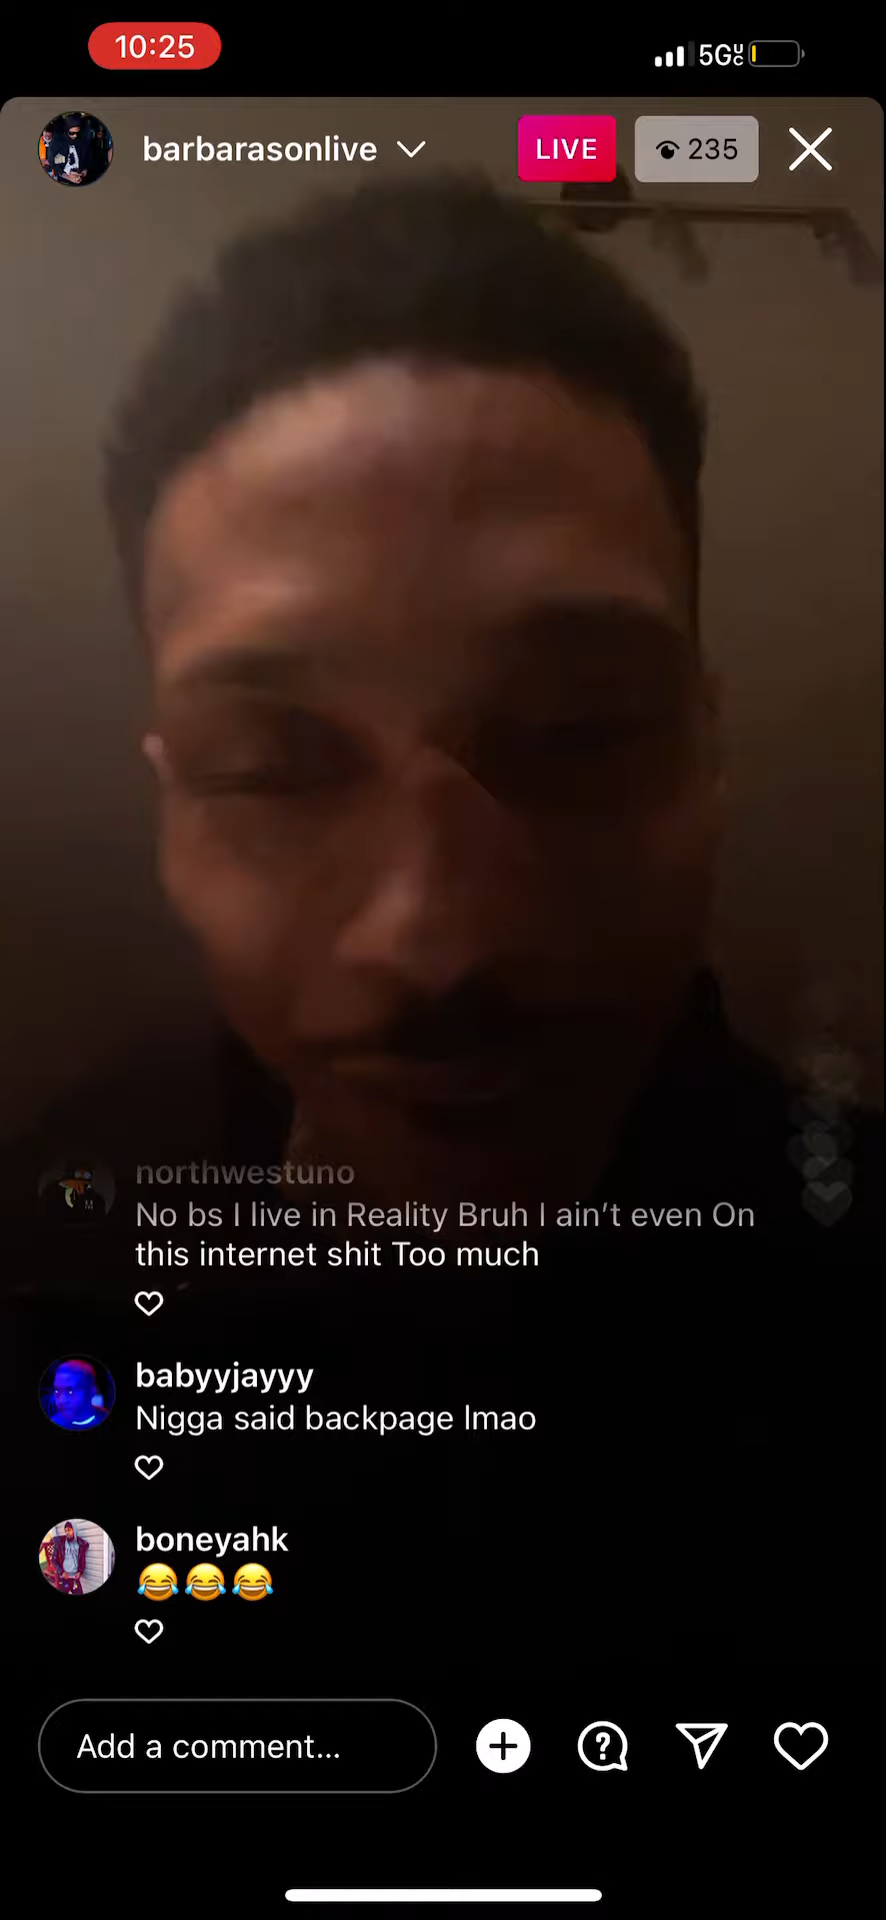 10:25
5GUC
barbarasonlive
LIVE
235
northwestuno
No bs I live in Reality Bruh I ain’t even On
this internet shit Too much
babyyjayyy
Nigga said backpage lmao
boneyahk
😂😂😂
Add a comment...